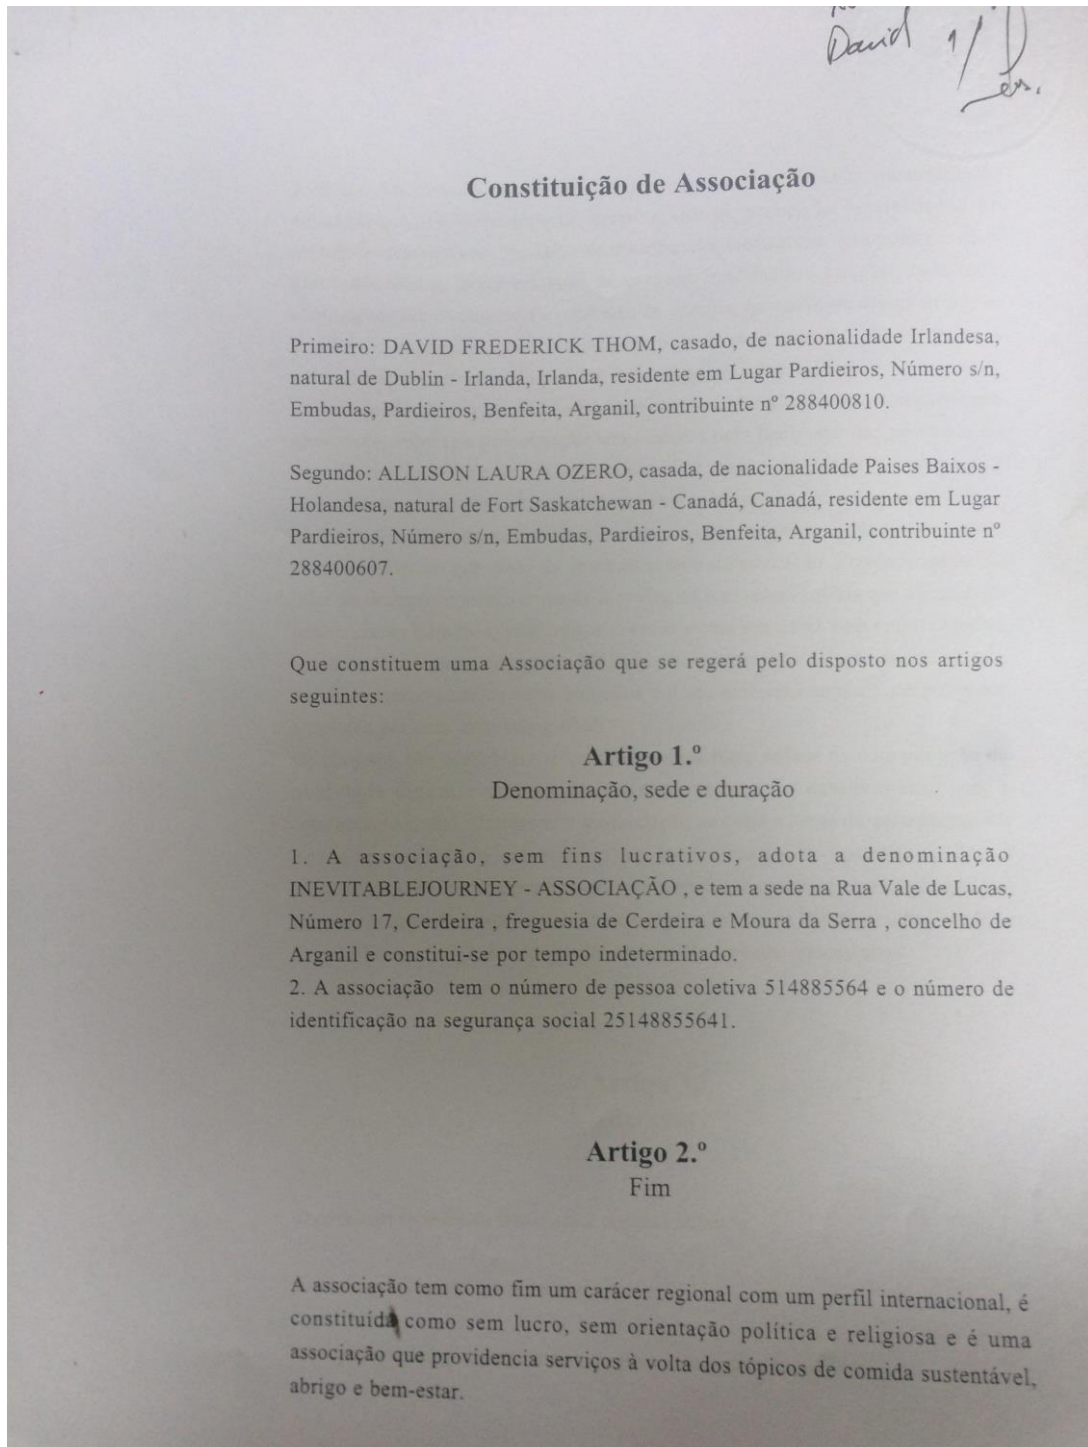 David 1/
Constituição de Associação
Primeiro: DAVID FREDERICK THOM, casado, de nacionalidade Irlandesa,
natural de Dublin - Irlanda, Irlanda, residente em Lugar Pardieiros, Número s/n,
Embudas, Pardieiros, Benfeita, Arganil, contribuinte nº 288400810.
Segundo: ALLISON LAURA OZERO, casada, de nacionalidade Paises Baixos -
Holandesa, natural de Fort Saskatchewan - Canadá, Canadá, residente em Lugar
Pardieiros, Número s/n, Embudas, Pardieiros, Benfeita, Arganil, contribuinte nº
288400607.
Que constituem uma Associação que se regerá pelo disposto nos artigos
seguintes:
Artigo 1.º
Denominação, sede e duração
1. A associação, sem fins lucrativos, adota a denominação
INEVITABLEJOURNEY - ASSOCIAÇÃO , e tem a sede na Rua Vale de Lucas,
Número 17, Cerdeira , freguesia de Cerdeira e Moura da Serra , concelho de
Arganil e constitui-se por tempo indeterminado.
2. A associação tem o número de pessoa coletiva 514885564 e o número de
identificação na segurança social 25148855641.
Artigo 2.º
Fim
A associação tem como fim um carácer regional com um perfil internacional, é
constituída como sem lucro, sem orientação política e religiosa e é uma
associação que providencia serviços à volta dos tópicos de comida sustentável,
abrigo e bem-estar.